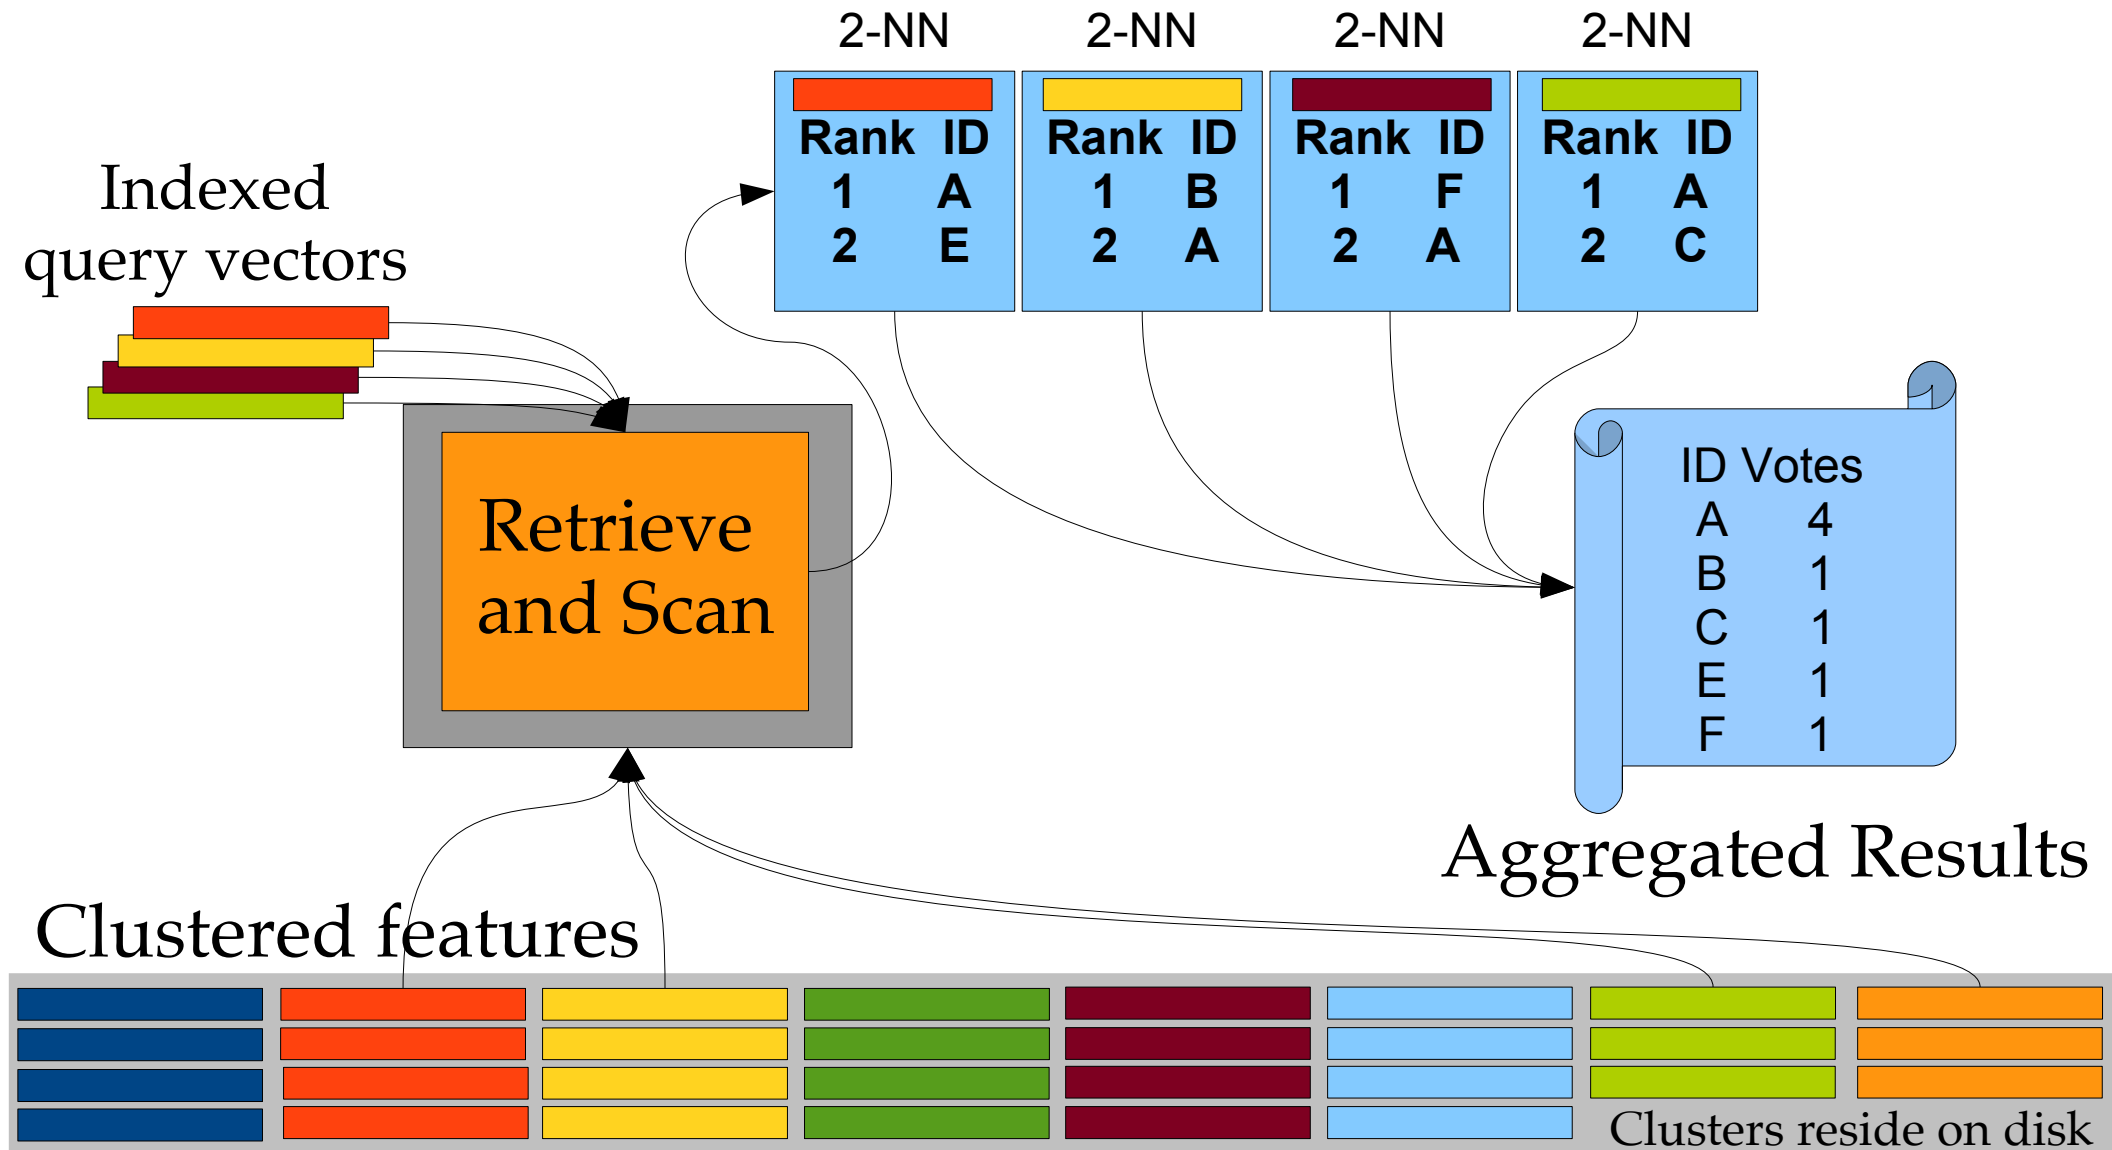 2-NN 2-NN 2-NN 2-NN
Rank ID Rank ID Rank ID Rank ID
1 A 1 B 1 F 1 A
2 E 2 A 2 A 2 C
Indexed
query vectors
Retrieve
and Scan
ID Votes
A 4
B 1
C 1
E 1
F 1
Aggregated Results
Clustered features
Clusters reside on disk